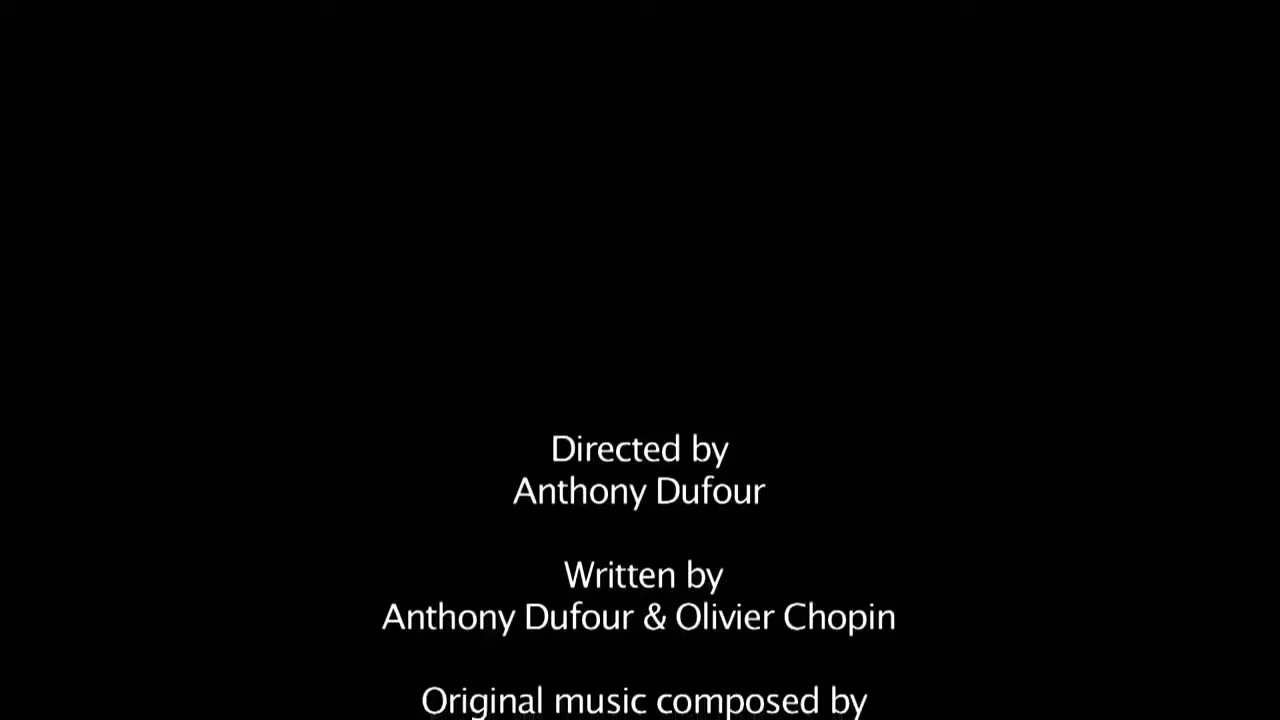 Directed by
Anthony Dufour
Written by
Anthony Dufour & Olivier Chopin
Original music composed by